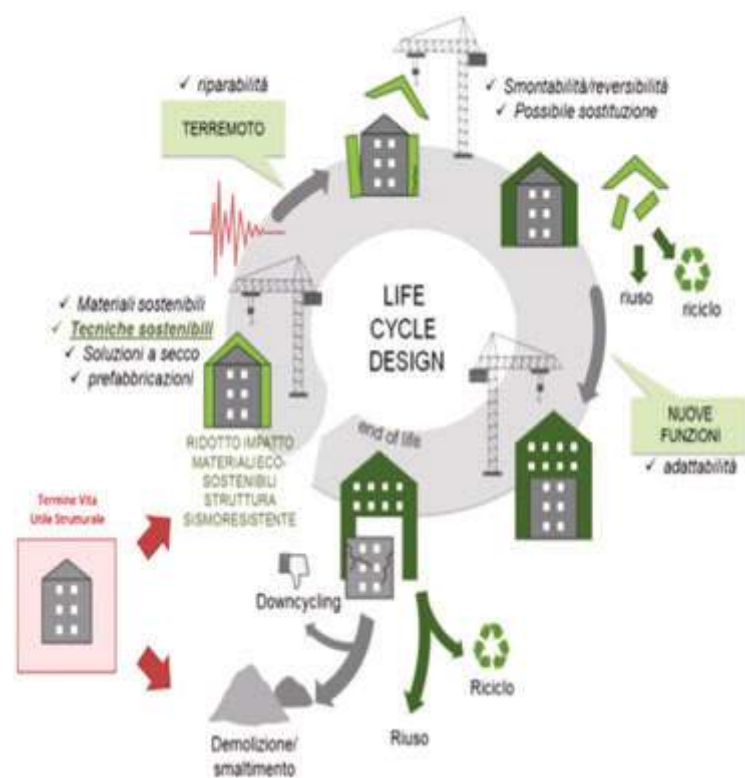 ✓ riparabilità
TERREMOTO
✓ Smontabilità/reversibilità
✓ Possibile sostituzione
riuso
riciclo
✓ Materiali sostenibili
✓ Tecniche sostenibili
✓ Soluzioni a secco
✓ prefabbricazioni
LIFE
CYCLE
DESIGN
NUOVE
FUNZIONI
✓ adattabilità
end of life
RIDOTTO IMPATTO
MATERIALI ECO-
SOSTENIBILI
STRUTTURA
SISMORESISTENTE
Termine Vita
Utile Strutturale
Downcycling
Riciclo
Riuso
Demolizione/
smaltimento